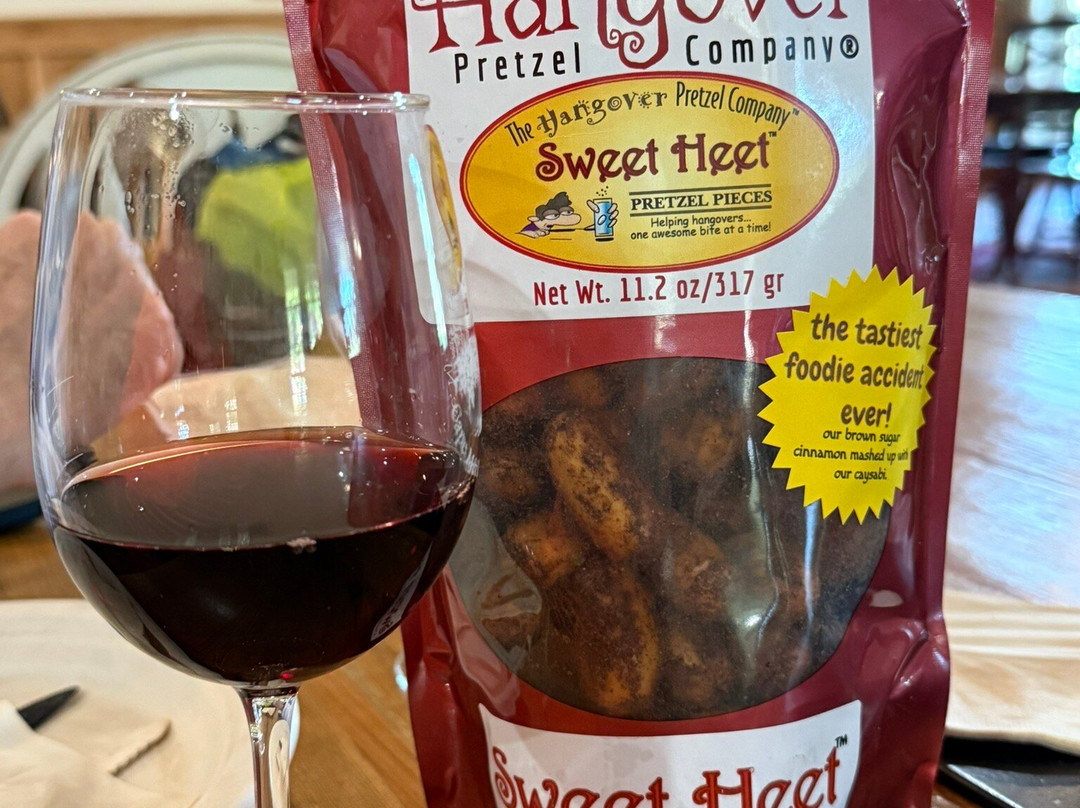 Hangover
Pretzel Company®
The Hangover Pretzel Company™
Sweet Heet™
PRETZEL PIECES
Helping hangovers...
one awesome bite at a time!
Net Wt. 11.2 oz/317 gr
the tastiest
foodie accident
ever!
our brown sugar
cinnamon mashed up with
our caysabi.
Sweet Heet™